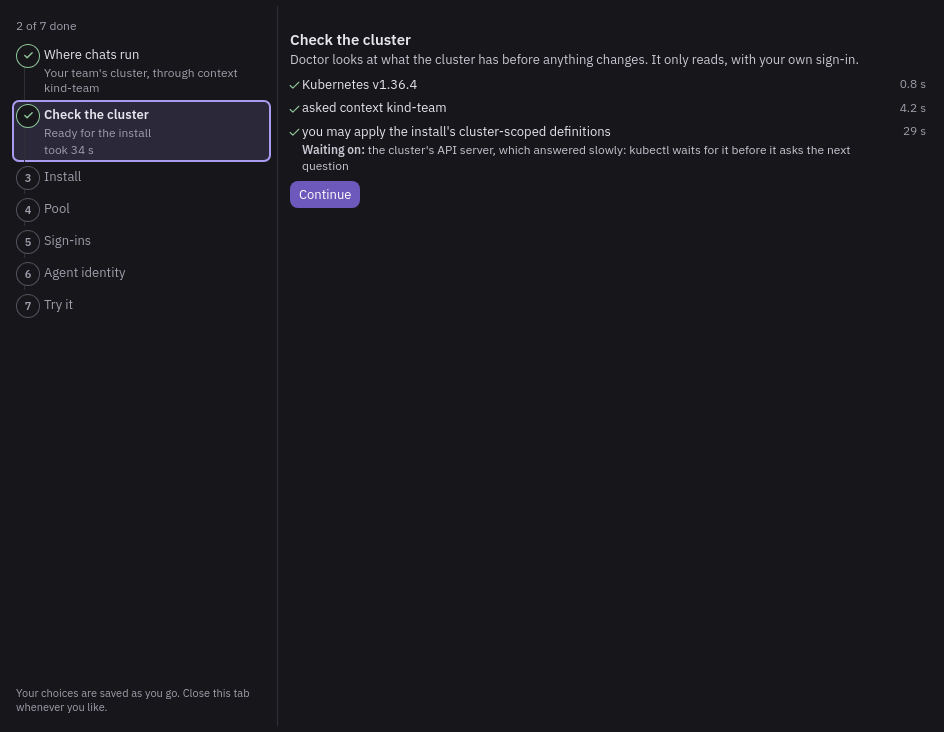 2 of 7 done
Where chats run
Your team's cluster, through context
kind-team
Check the cluster
Ready for the install
took 34 s
3 Install
4 Pool
5 Sign-ins
6 Agent identity
7 Try it
Your choices are saved as you go. Close this tab
whenever you like.
Check the cluster
Doctor looks at what the cluster has before anything changes. It only reads, with your own sign-in.
Kubernetes v1.36.4 0.8 s
asked context kind-team 4.2 s
you may apply the install's cluster-scoped definitions 29 s
Waiting on: the cluster's API server, which answered slowly: kubectl waits for it before it asks the next
question
Continue